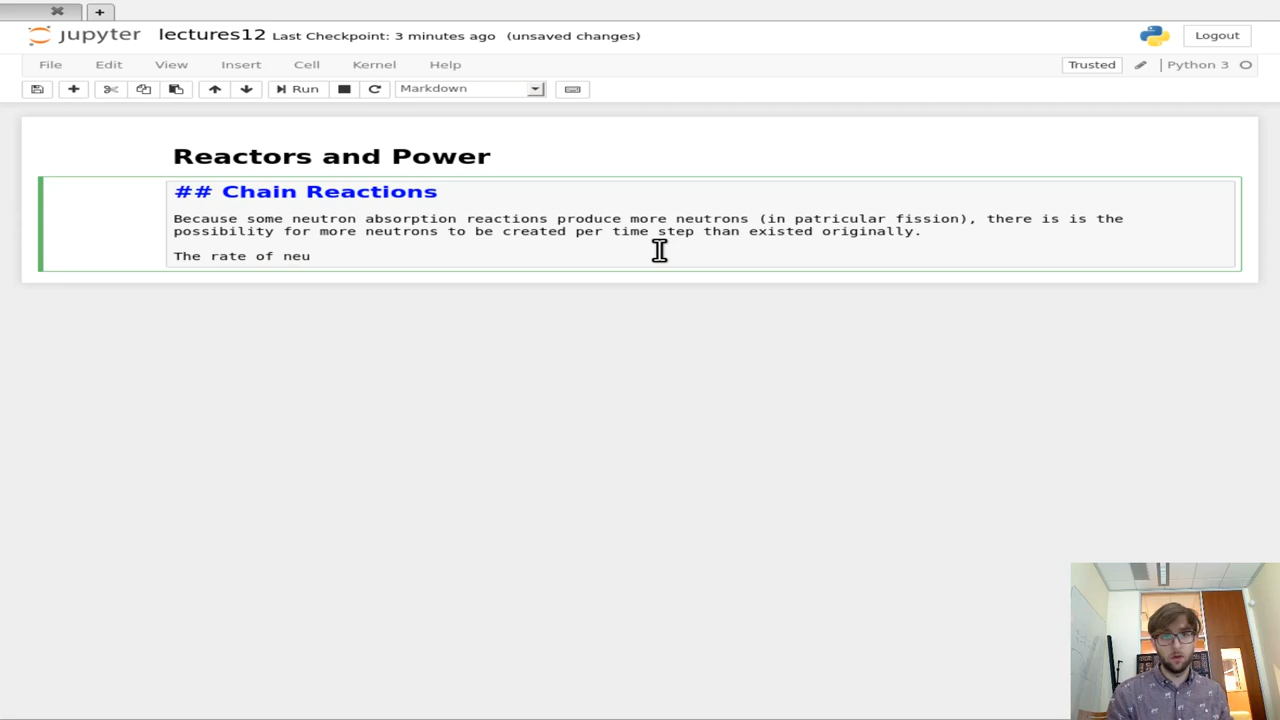 jupyter lectures12 Last Checkpoint: 3 minutes ago (unsaved changes) Logout
File Edit View Insert Cell Kernel Help Trusted Python 3
Run Markdown
Reactors and Power
## Chain Reactions
Because some neutron absorption reactions produce more neutrons (in patricular fission), there is is the
possibility for more neutrons to be created per time step than existed originally.
The rate of neu